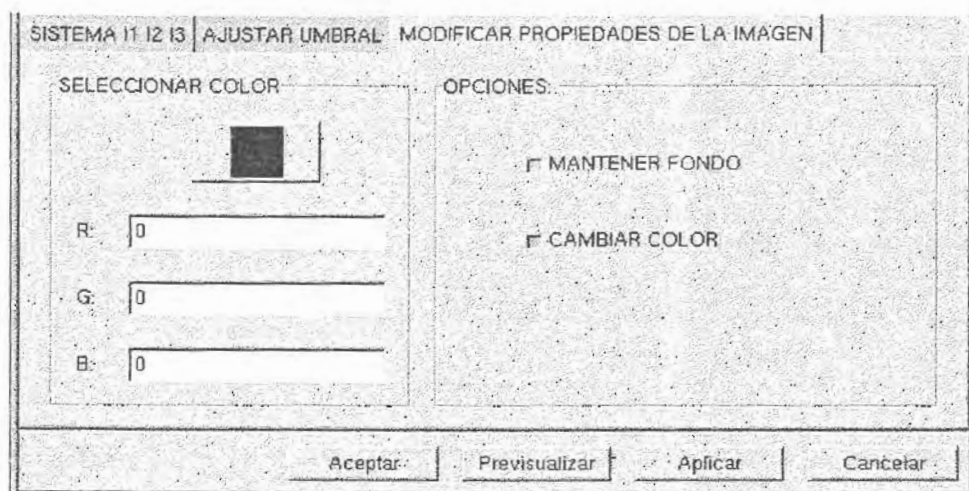 SISTEMA I1 I2 I3 AJUSTAR UMBRAL MODIFICAR PROPIEDADES DE LA IMAGEN
SELECCIONAR COLOR
R: 0
G: 0
B: 0
OPCIONES:
MANTENER FONDO
CAMBIAR COLOR
Aceptar Previsualizar Aplicar Cancelar